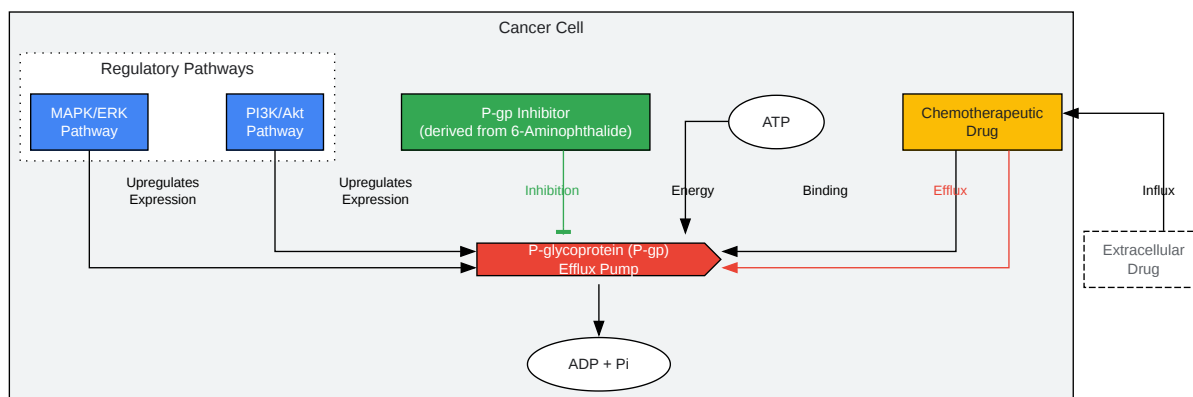 Cancer Cell
Regulatory Pathways
MAPK/ERK
Pathway
PI3K/Akt
Pathway
P-gp Inhibitor
(derived from 6-Aminophthalide)
ATP
Chemotherapeutic
Drug
Upregulates
Expression
Upregulates
Expression
Inhibition
Energy
Binding
Efflux
Influx
P-glycoprotein (P-gp)
Efflux Pump
Extracellular
Drug
ADP + Pi